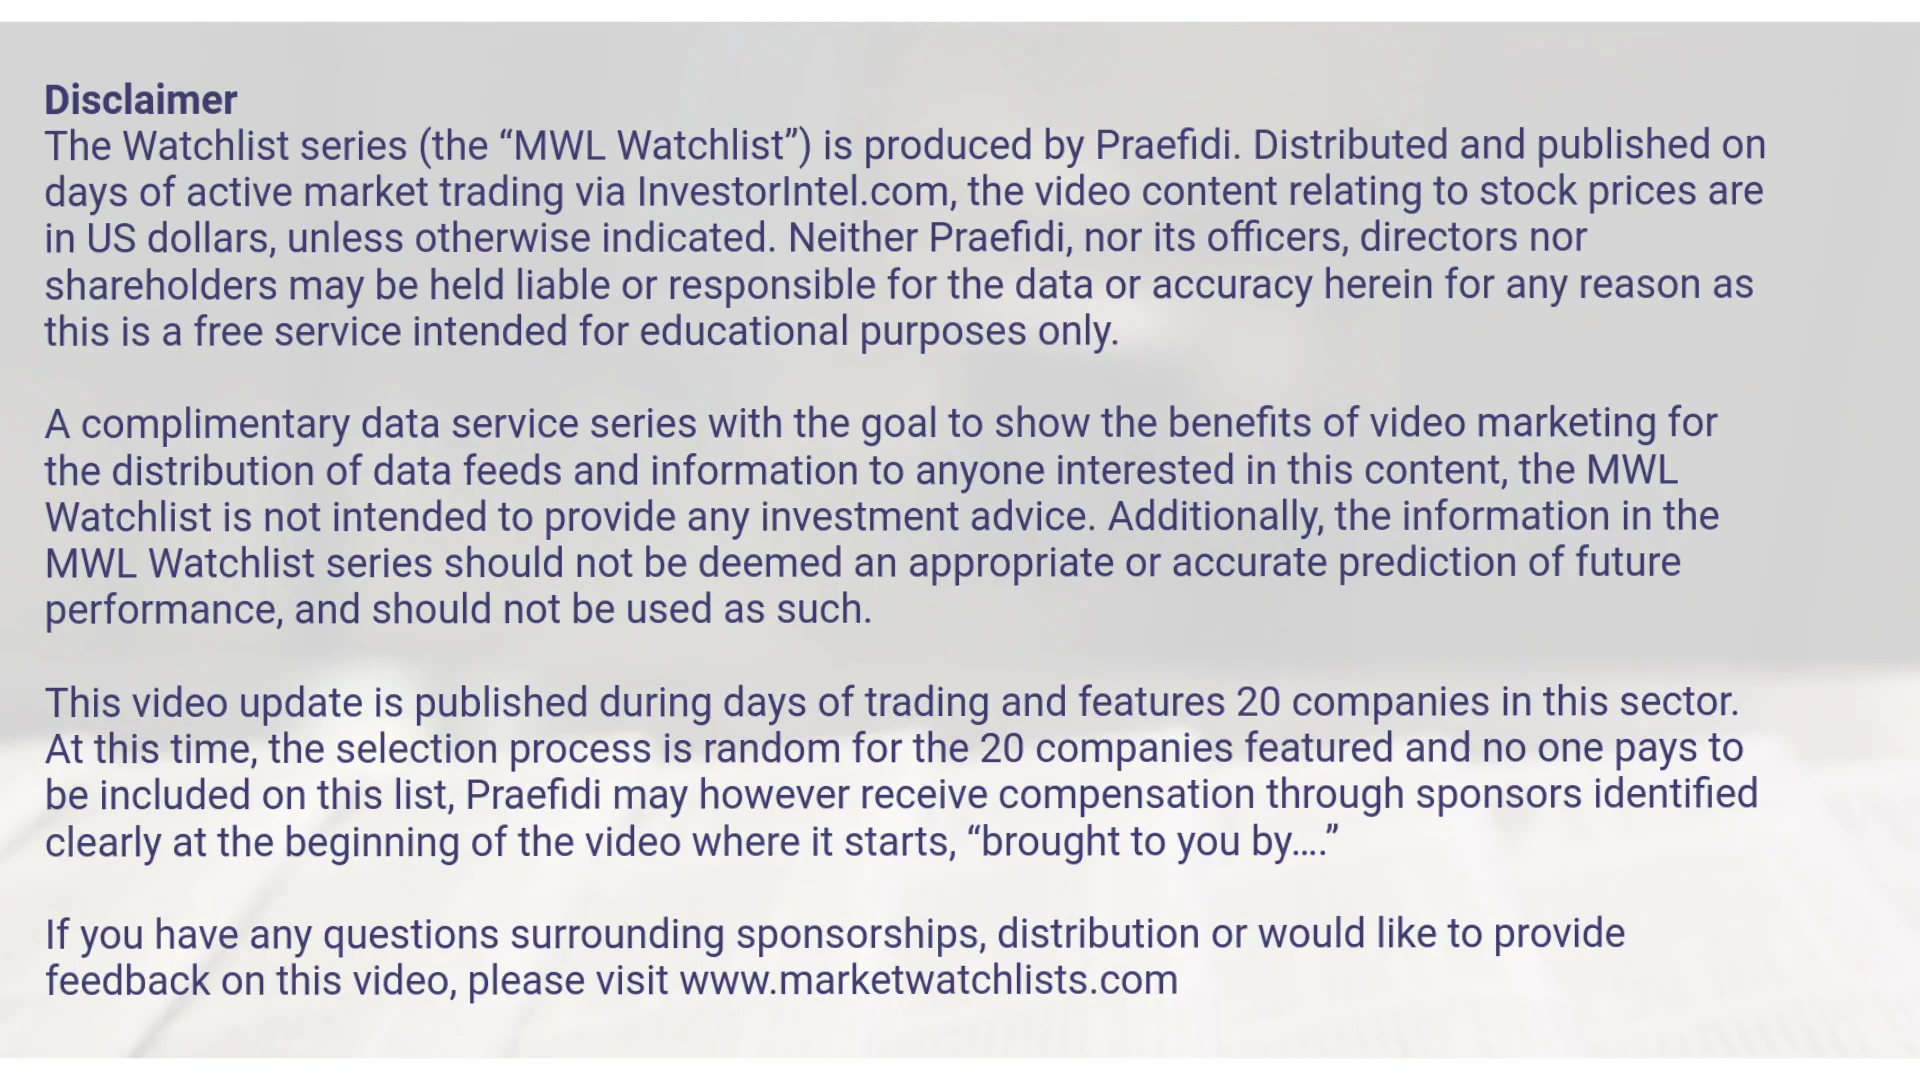 Disclaimer
The Watchlist series (the “MWL Watchlist”) is produced by Praefidi. Distributed and published on
days of active market trading via InvestorIntel.com, the video content relating to stock prices are
in US dollars, unless otherwise indicated. Neither Praefidi, nor its officers, directors nor
shareholders may be held liable or responsible for the data or accuracy herein for any reason as
this is a free service intended for educational purposes only.
A complimentary data service series with the goal to show the benefits of video marketing for
the distribution of data feeds and information to anyone interested in this content, the MWL
Watchlist is not intended to provide any investment advice. Additionally, the information in the
MWL Watchlist series should not be deemed an appropriate or accurate prediction of future
performance, and should not be used as such.
This video update is published during days of trading and features 20 companies in this sector.
At this time, the selection process is random for the 20 companies featured and no one pays to
be included on this list, Praefidi may however receive compensation through sponsors identified
clearly at the beginning of the video where it starts, “brought to you by….”
If you have any questions surrounding sponsorships, distribution or would like to provide
feedback on this video, please visit www.marketwatchlists.com